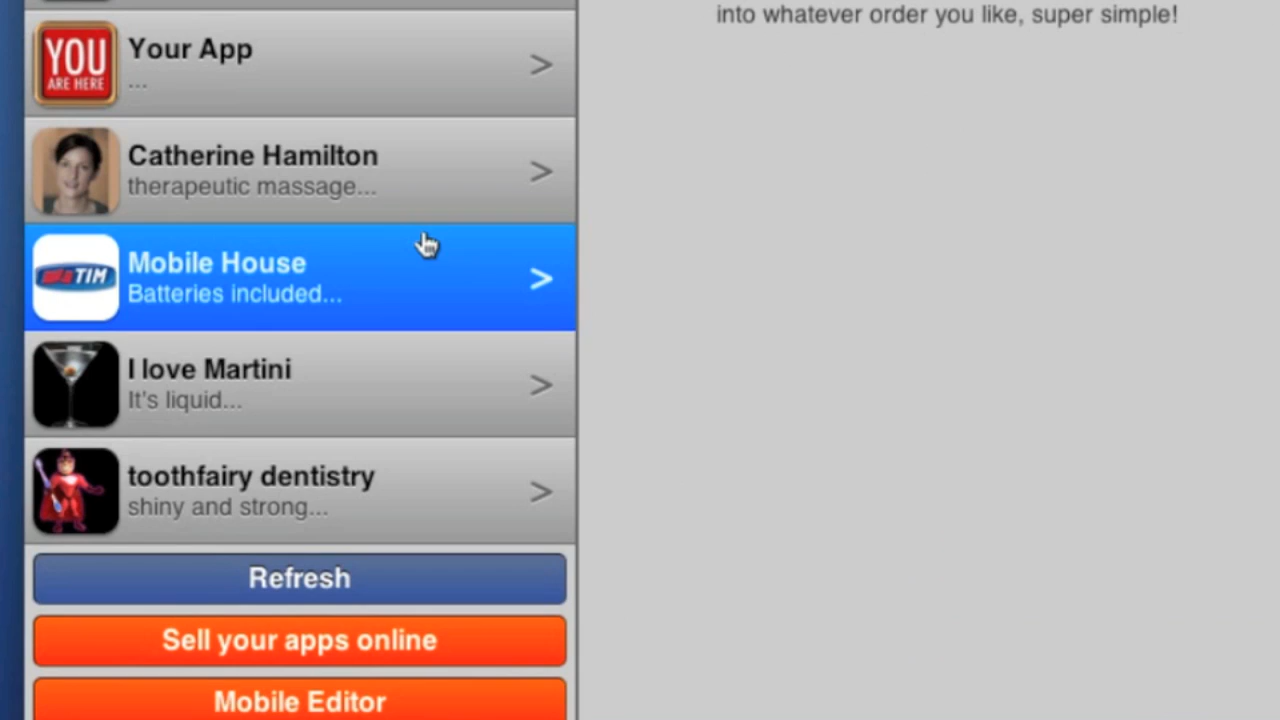 into whatever order you like, super simple!
YOU
ARE HERE
Your App
...
>
Catherine Hamilton
therapeutic massage...
>
TIM
Mobile House
Batteries included...
>
I love Martini
It's liquid...
>
toothfairy dentistry
shiny and strong...
>
Refresh
Sell your apps online
Mobile Editor